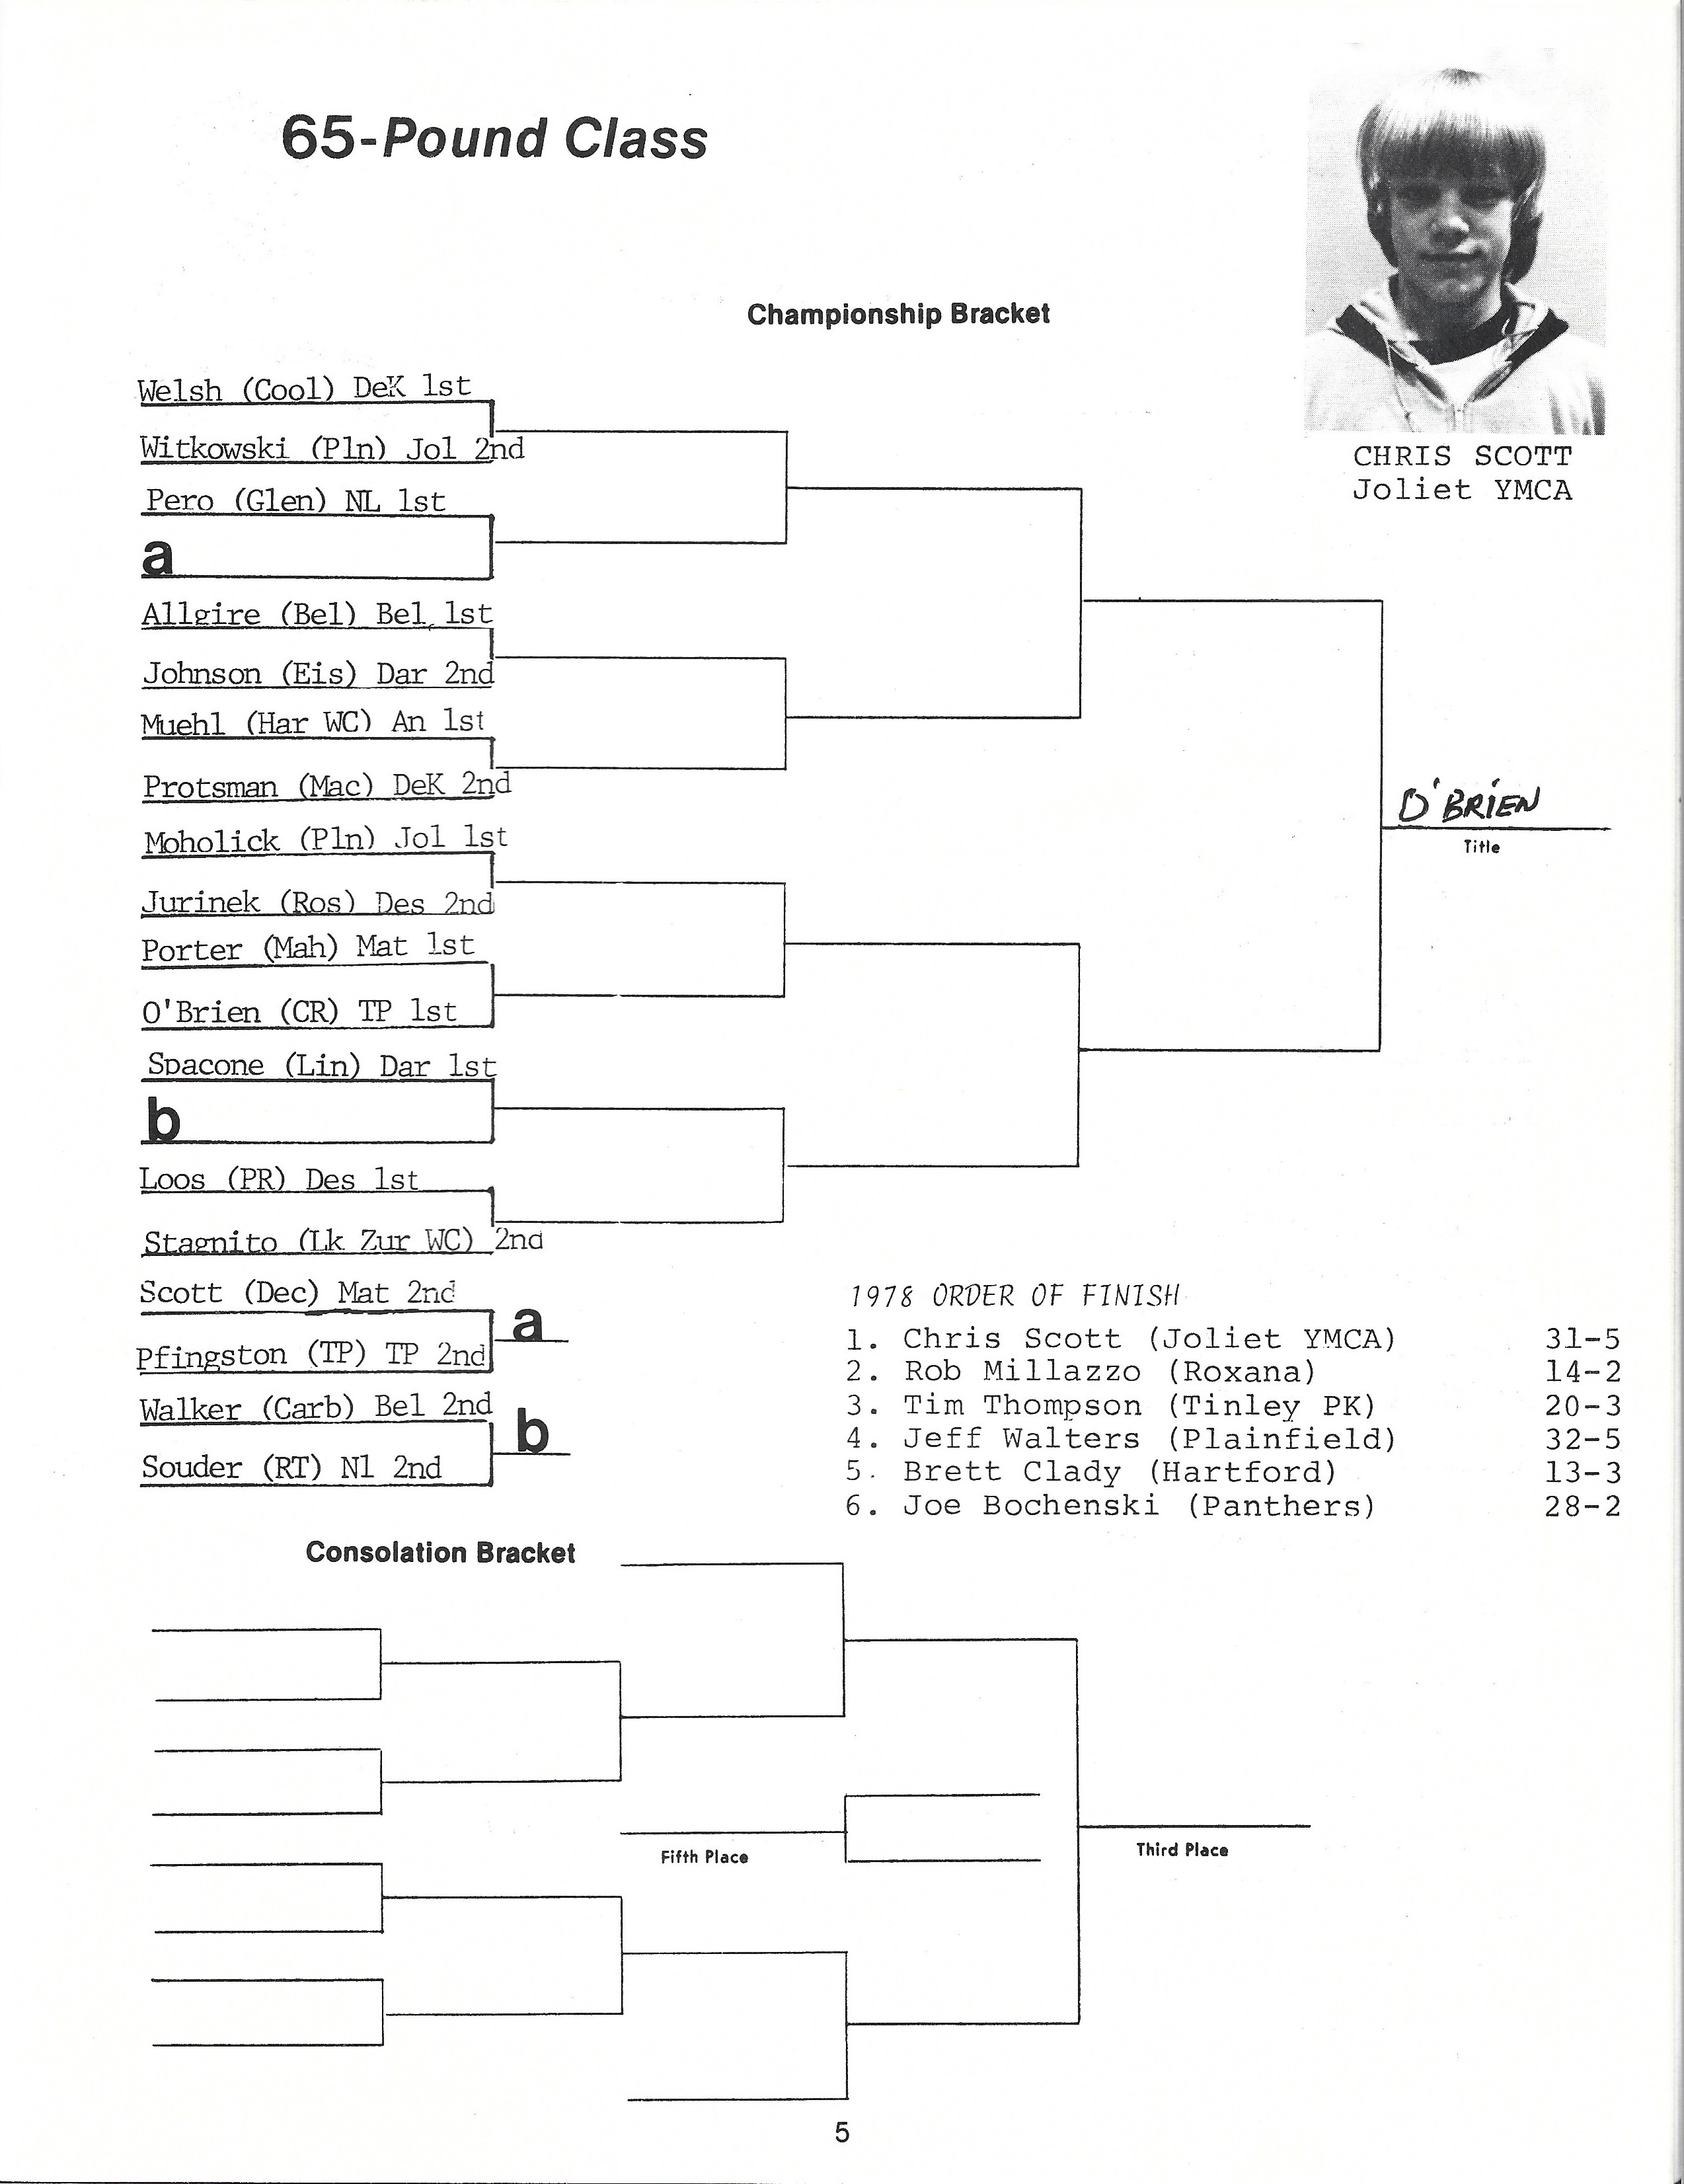 65-Pound Class
Championship Bracket
CHRIS SCOTT
Joliet YMCA
Welsh (Cool) DeK 1st
Witkowski (Pln) Jol 2nd
Pero (Glen) NL 1st
a
Allgire (Bel) Bel 1st
Johnson (Eis) Dar 2nd
Muehl (Har WC) An 1st
Protsman (Mac) DeK 2nd
Moholick (Pln) Jol 1st
Jurinek (Ros) Des 2nd
Porter (Mah) Mat 1st
O'Brien (CR) TP 1st
Spacone (Lin) Dar 1st
b
Loos (PR) Des 1st
Stagnito (Lk Zur WC) 2nd
Scott (Dec) Mat 2nd
a
Pfingston (TP) TP 2nd
Walker (Carb) Bel 2nd
b
Souder (RT) Nl 2nd
O'BRIEN
Title
1978 ORDER OF FINISH
1. Chris Scott (Joliet YMCA) 31-5
2. Rob Millazzo (Roxana) 14-2
3. Tim Thompson (Tinley PK) 20-3
4. Jeff Walters (Plainfield) 32-5
5. Brett Clady (Hartford) 13-3
6. Joe Bochenski (Panthers) 28-2
Consolation Bracket
Fifth Place
Third Place
5